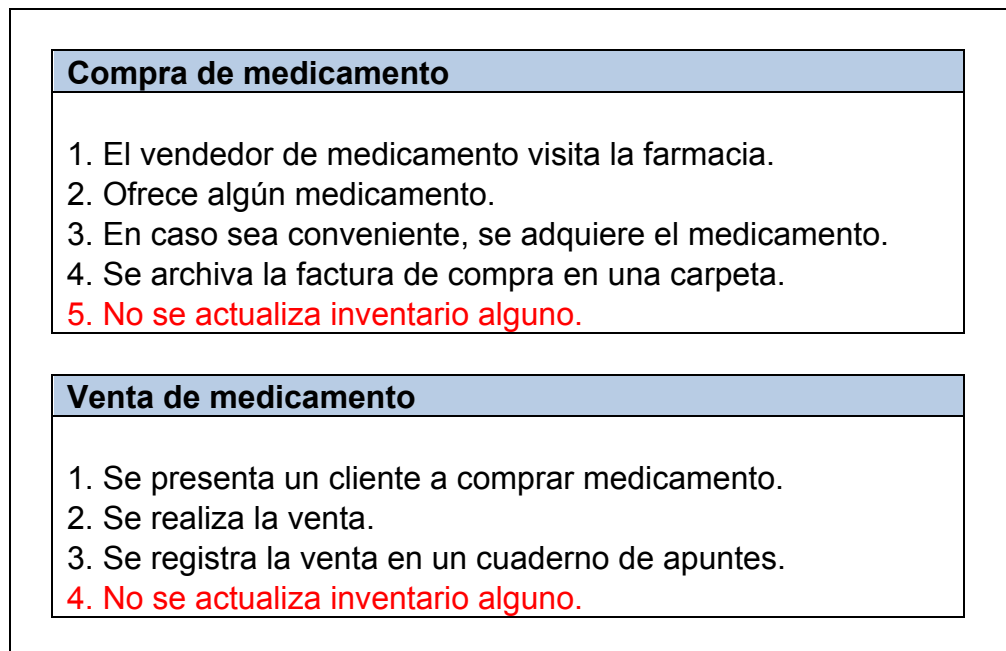 Compra de medicamento
1. El vendedor de medicamento visita la farmacia.
2. Ofrece algún medicamento.
3. En caso sea conveniente, se adquiere el medicamento.
4. Se archiva la factura de compra en una carpeta.
5. No se actualiza inventario alguno.
Venta de medicamento
1. Se presenta un cliente a comprar medicamento.
2. Se realiza la venta.
3. Se registra la venta en un cuaderno de apuntes.
4. No se actualiza inventario alguno.